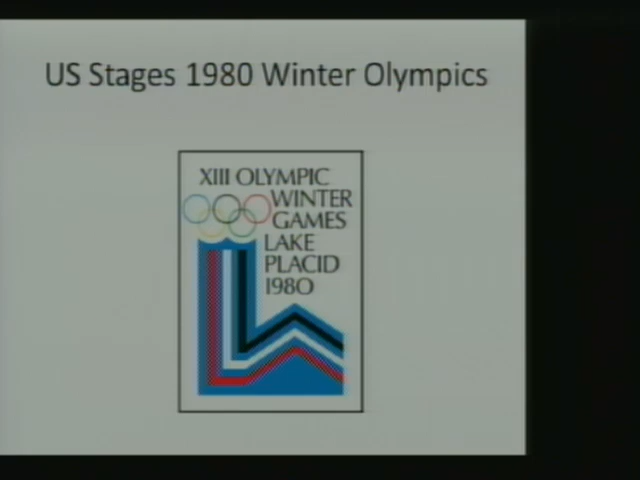 US Stages 1980 Winter Olympics
XIII OLYMPIC
WINTER
GAMES
LAKE
PLACID
1980